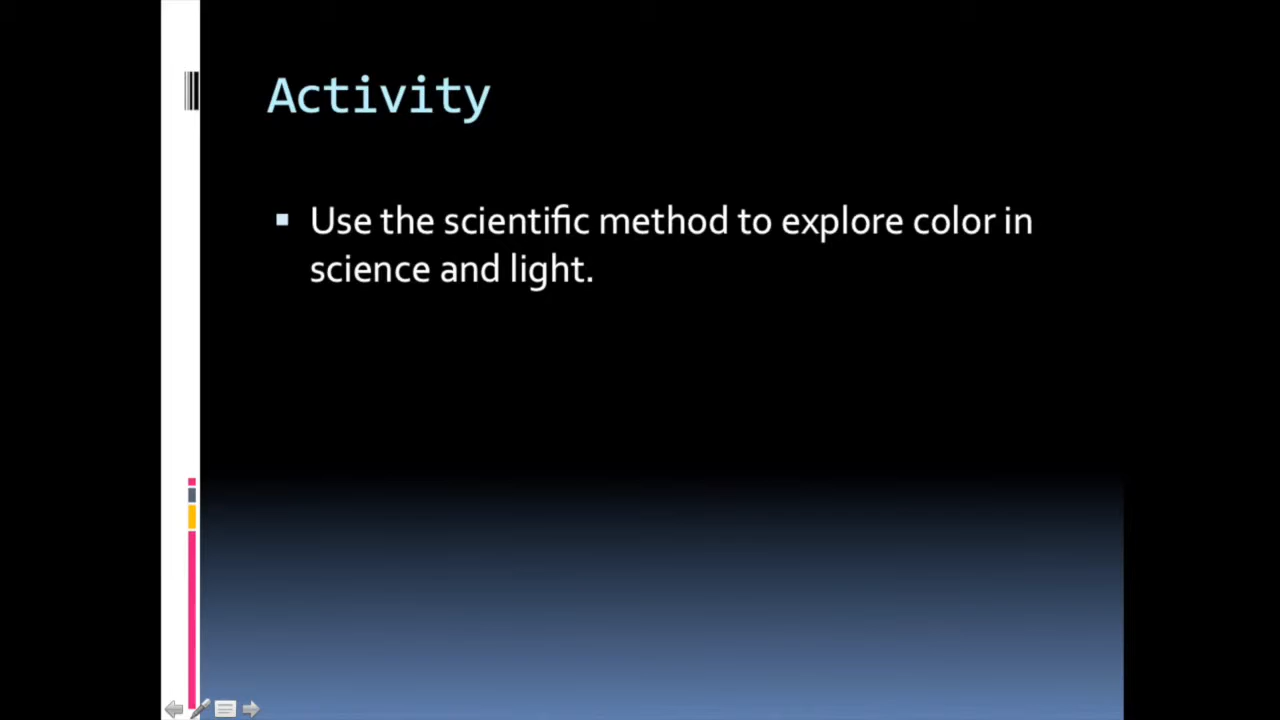 Activity
Use the scientific method to explore color in
science and light.